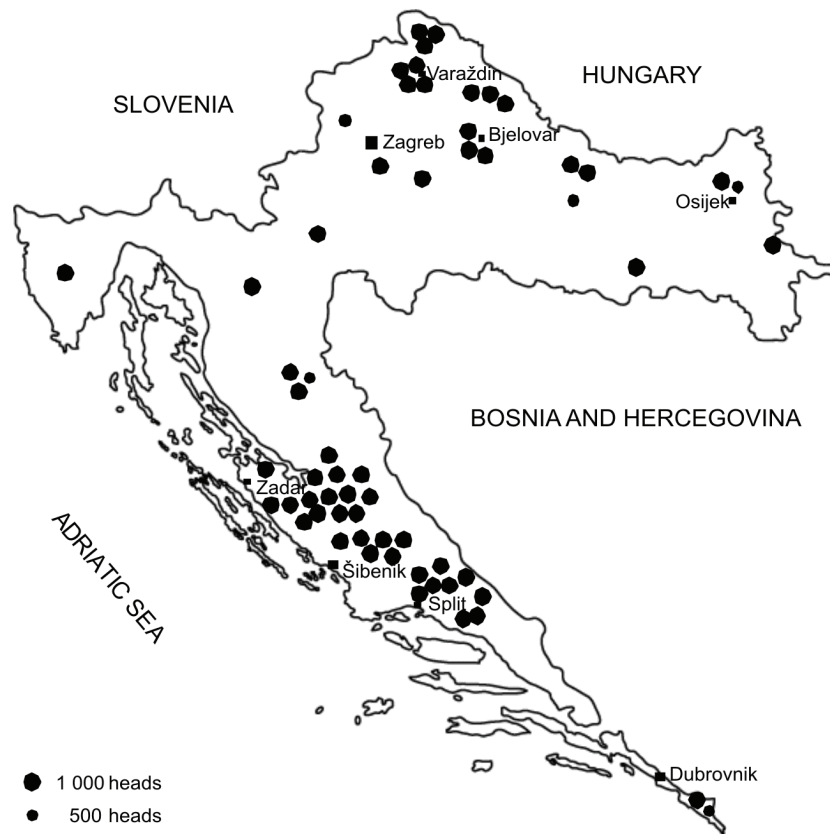 HUNGARY
Varaždin
SLOVENIA
Bjelovar
Zagreb
Osijek
BOSNIA AND HERCEGOVINA
Zadar
ADRIATIC SEA
Šibenik
Split
Dubrovnik
1 000 heads
500 heads